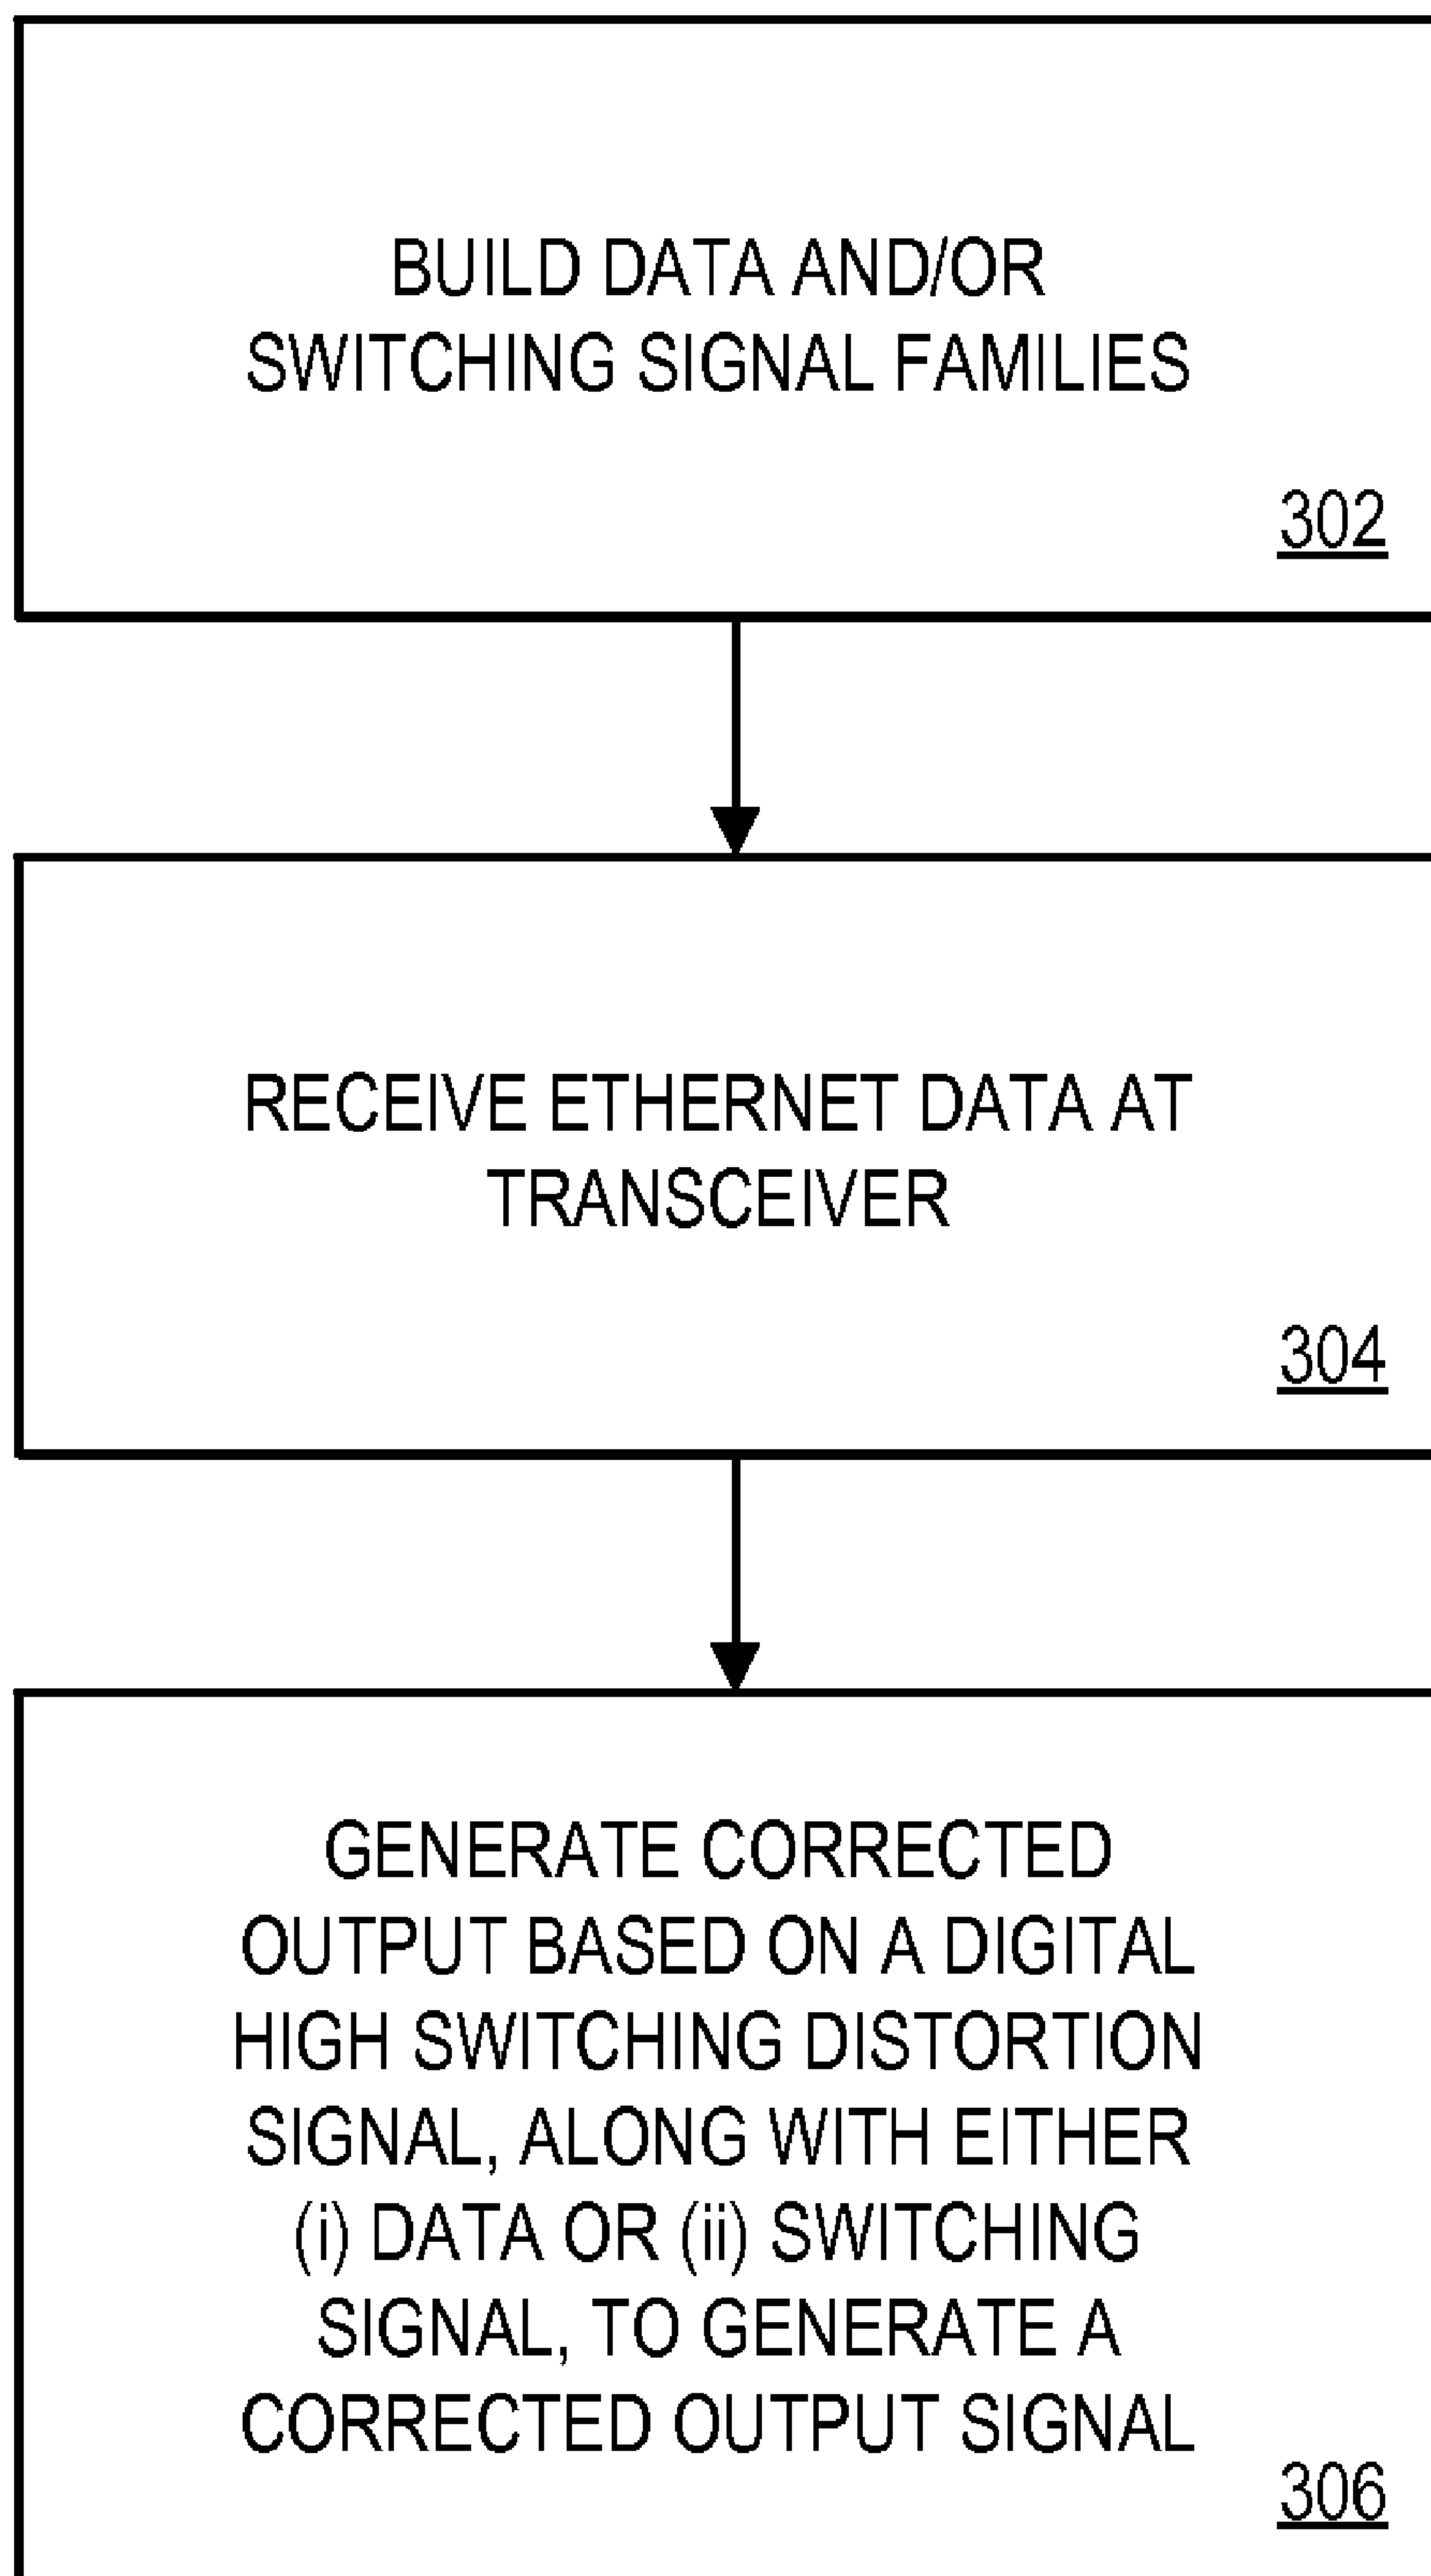 BUILD DATA AND/OR
SWITCHING SIGNAL FAMILIES
302
RECEIVE ETHERNET DATA AT
TRANSCEIVER
304
GENERATE CORRECTED
OUTPUT BASED ON A DIGITAL
HIGH SWITCHING DISTORTION
SIGNAL, ALONG WITH EITHER
(i) DATA OR (ii) SWITCHING
SIGNAL, TO GENERATE A
CORRECTED OUTPUT SIGNAL
306